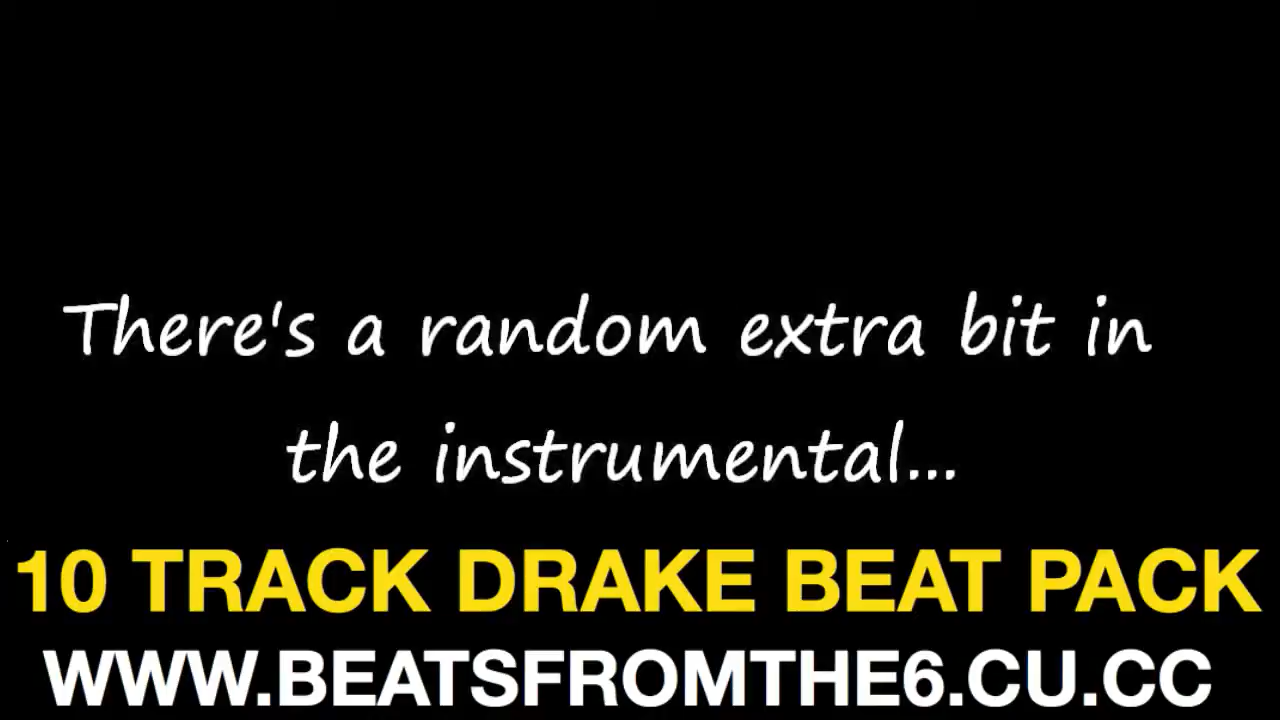 There's a random extra bit in
the instrumental...
10 TRACK DRAKE BEAT PACK
WWW.BEATSFROMTHE6.CU.CC